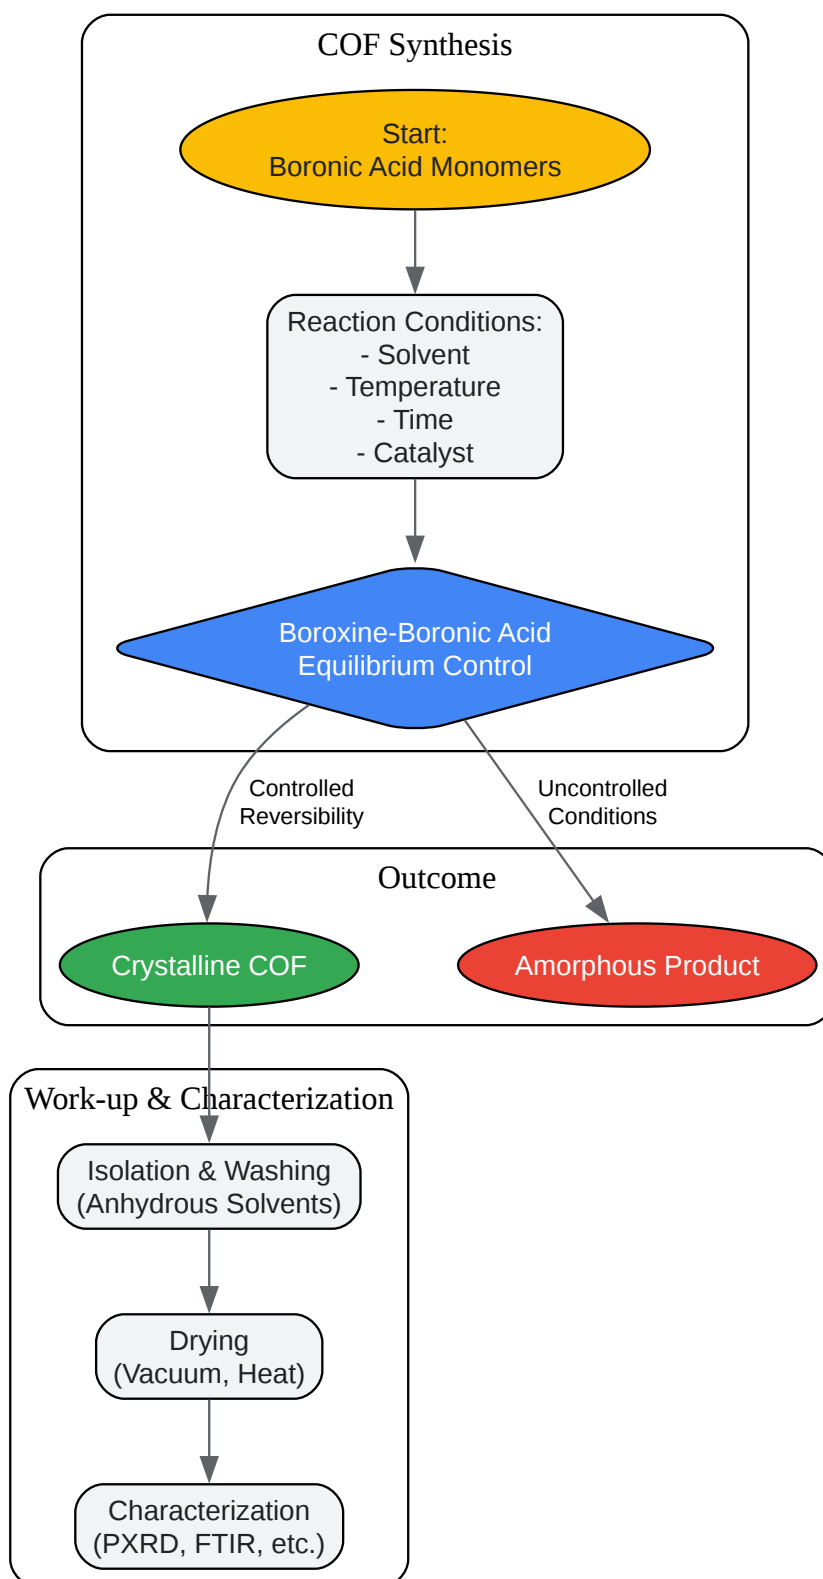 COF Synthesis
Start:
Boronic Acid Monomers
Reaction Conditions:
- Solvent
- Temperature
- Time
- Catalyst
Boroxine-Boronic Acid
Equilibrium Control
Controlled
Reversibility
Uncontrolled
Conditions
Outcome
Crystalline COF
Amorphous Product
Work-up & Characterization
Isolation & Washing
(Anhydrous Solvents)
Drying
(Vacuum, Heat)
Characterization
(PXRD, FTIR, etc.)